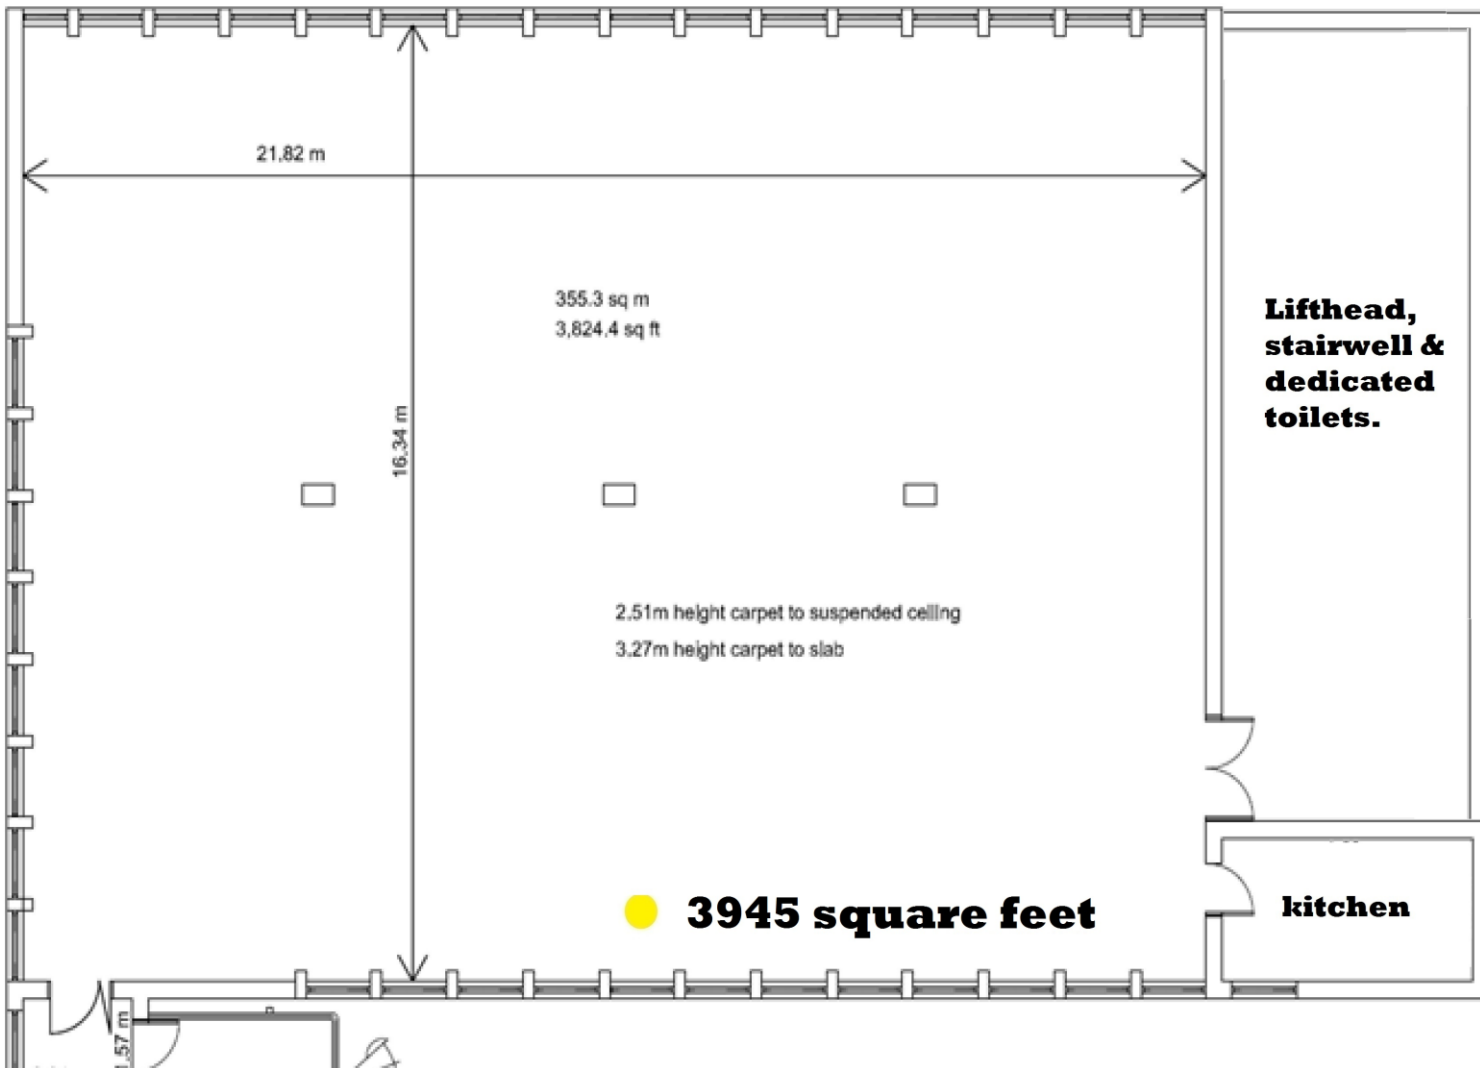 21.82 m
355.3 sq m
3,824.4 sq ft
Lifthead,
stairwell &
dedicated
toilets.
16.34 m
2.51m height carpet to suspended ceiling
3.27m height carpet to slab
3945 square feet
kitchen